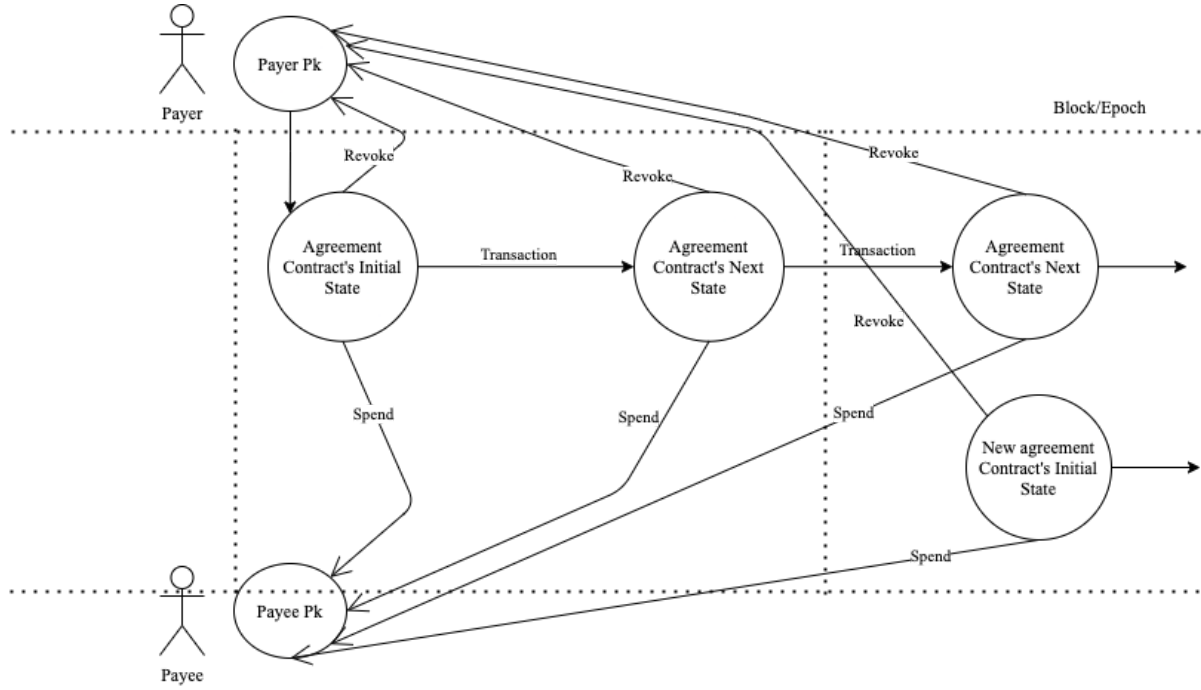 Payer Pk
Payer
Block/Epoch
Revoke
Revoke
Revoke
Agreement
Contract's Initial
State
Transaction
Agreement
Contract's Next
State
Transaction
Agreement
Contract's Next
State
Revoke
Spend
Spend
Spend
New agreement
Contract's Initial
State
Spend
Payee Pk
Payee